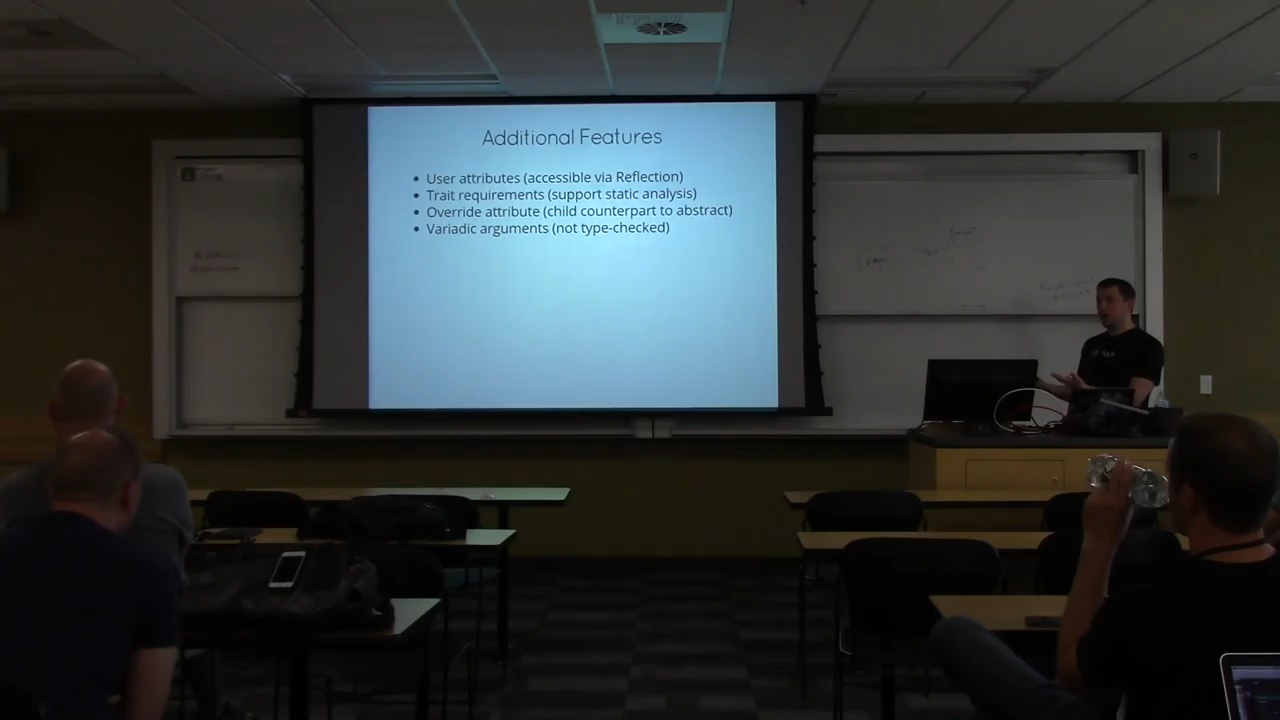 Additional Features
• User attributes (accessible via Reflection)
• Trait requirements (support static analysis)
• Override attribute (child counterpart to abstract)
• Variadic arguments (not type-checked)